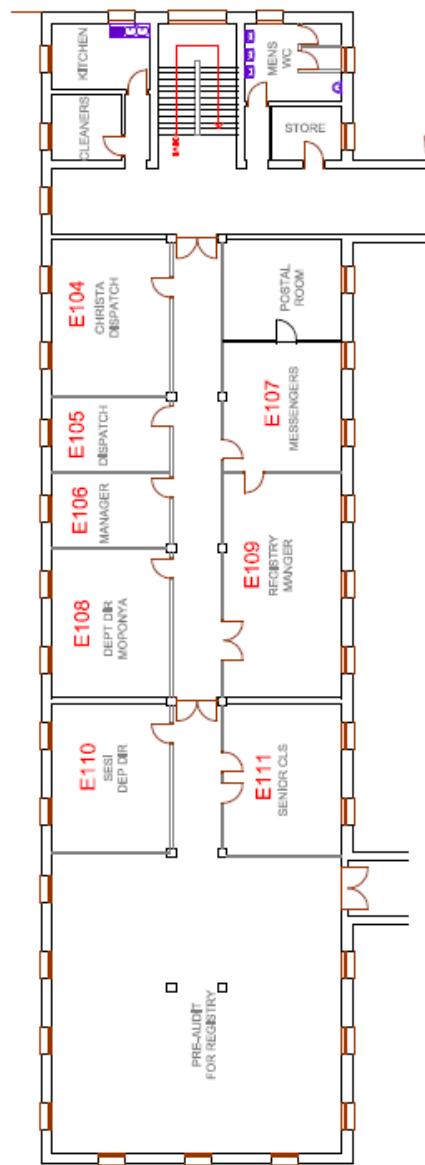 KITCHEN
MENS
WC
CLEANERS
STORE
E104
CHRISTA
DISPATCH
POSTAL
ROOM
E105
DISPATCH
E107
MESSENGERS
E106
MANAGER
E108
DEPT DIR
MOPONYA
E109
REGISTRY
MANGER
E110
SESI
DEP DIR
E111
SENIOR CLS
PRE-AUDIT
FOR REGISTRY